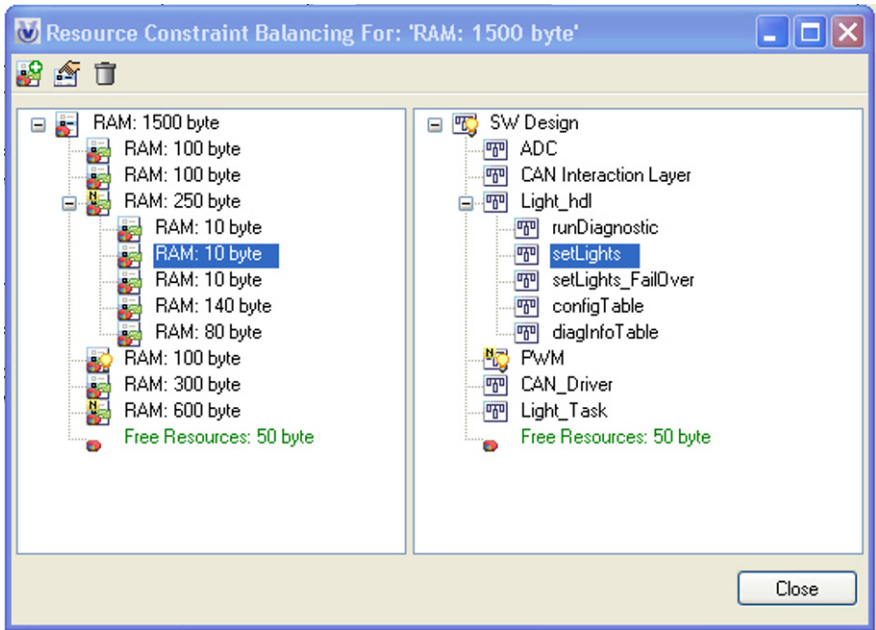 Resource Constraint Balancing For: 'RAM: 1500 byte'
RAM: 1500 byte
RAM: 100 byte
RAM: 100 byte
RAM: 250 byte
RAM: 10 byte
RAM: 10 byte
RAM: 10 byte
RAM: 140 byte
RAM: 80 byte
RAM: 100 byte
RAM: 300 byte
RAM: 600 byte
Free Resources: 50 byte
SW Design
ADC
CAN Interaction Layer
Light_hdl
runDiagnostic
setLights
setLights_FailOver
configTable
diagInfoTable
PWM
CAN_Driver
Light_Task
Free Resources: 50 byte
Close